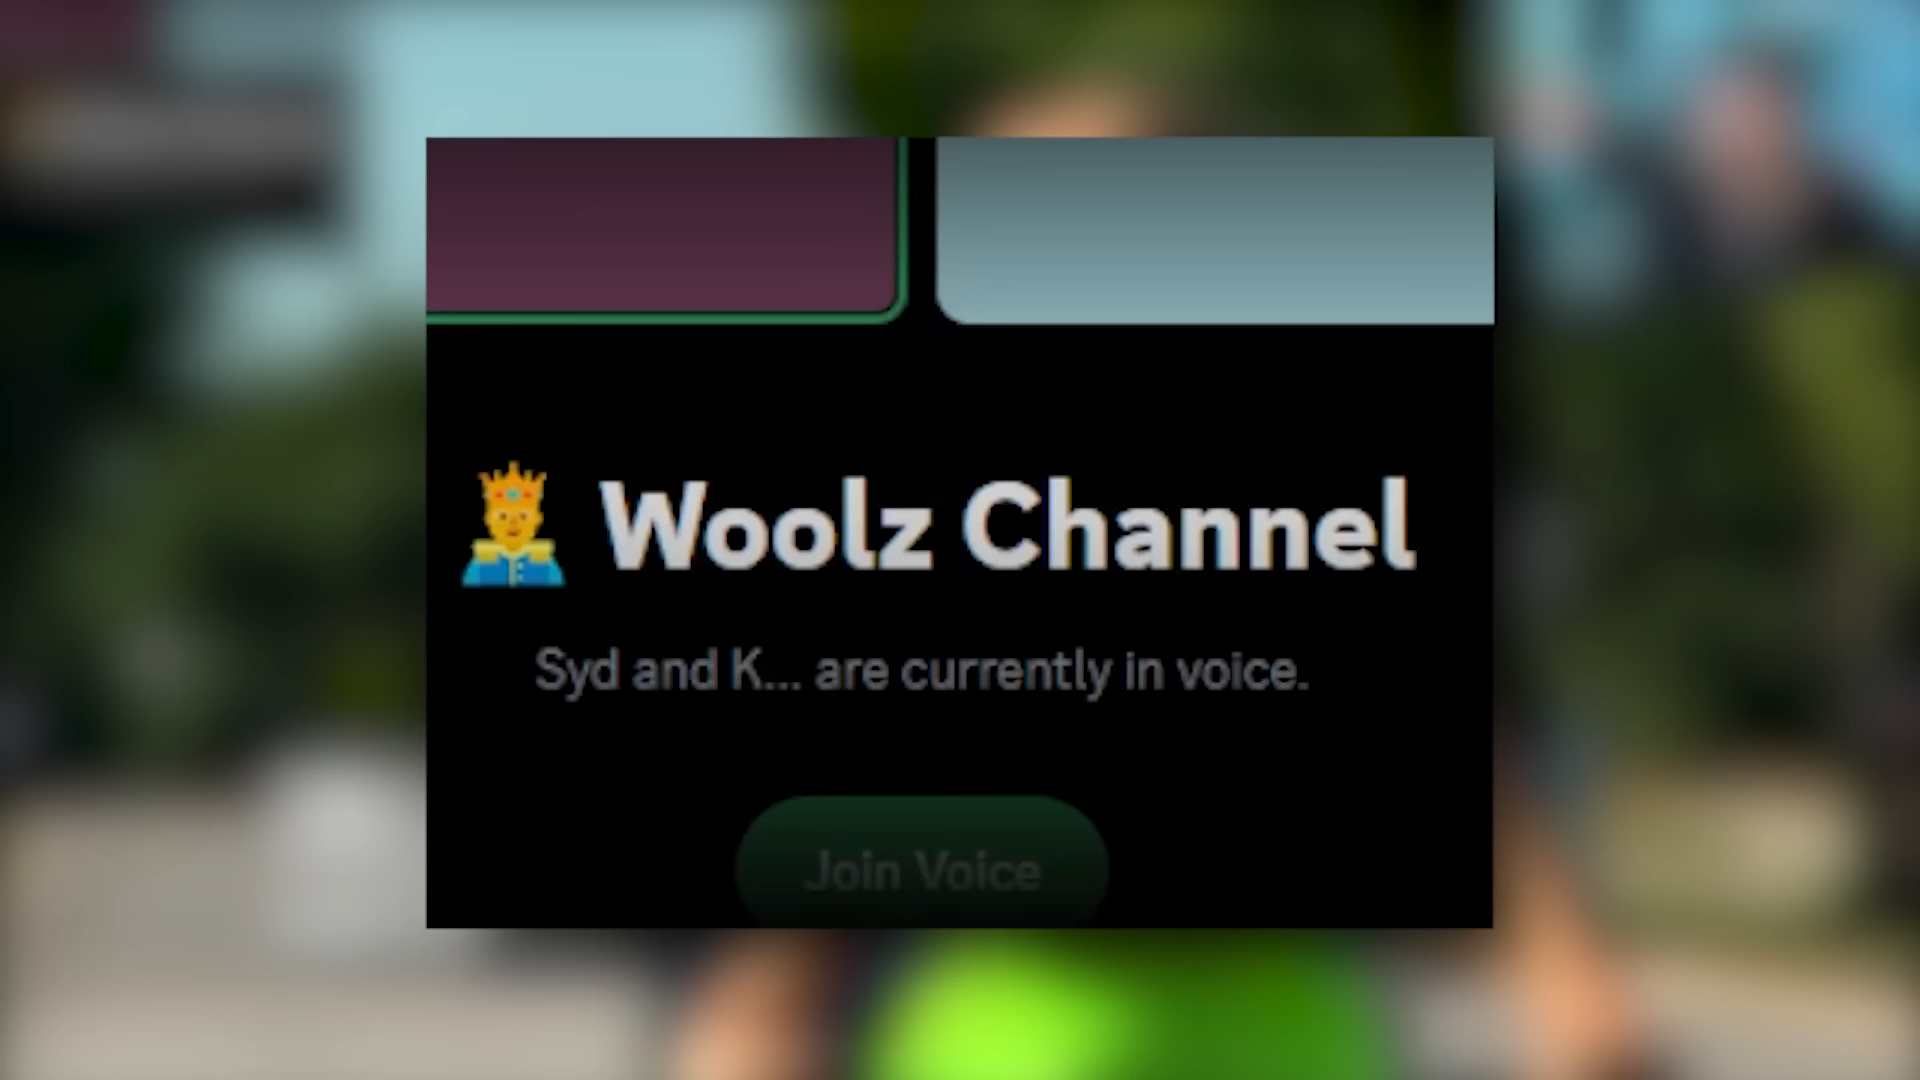 🤴 Woolz Channel
Syd and K... are currently in voice.
Join Voice